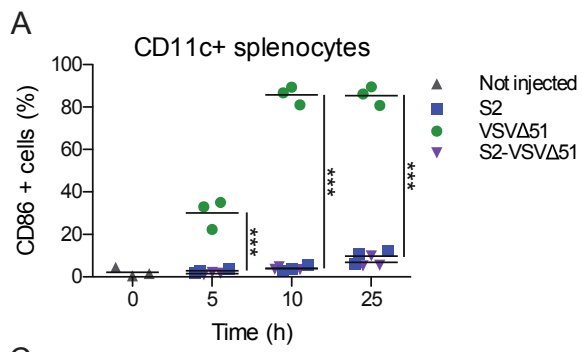 A
CD11c+ splenocytes
CD86 + cells (%)
100
80
60
40
20
0
***
***
***
0
5
10
25
Time (h)
Not injected
S2
VSVΔ51
S2-VSVΔ51